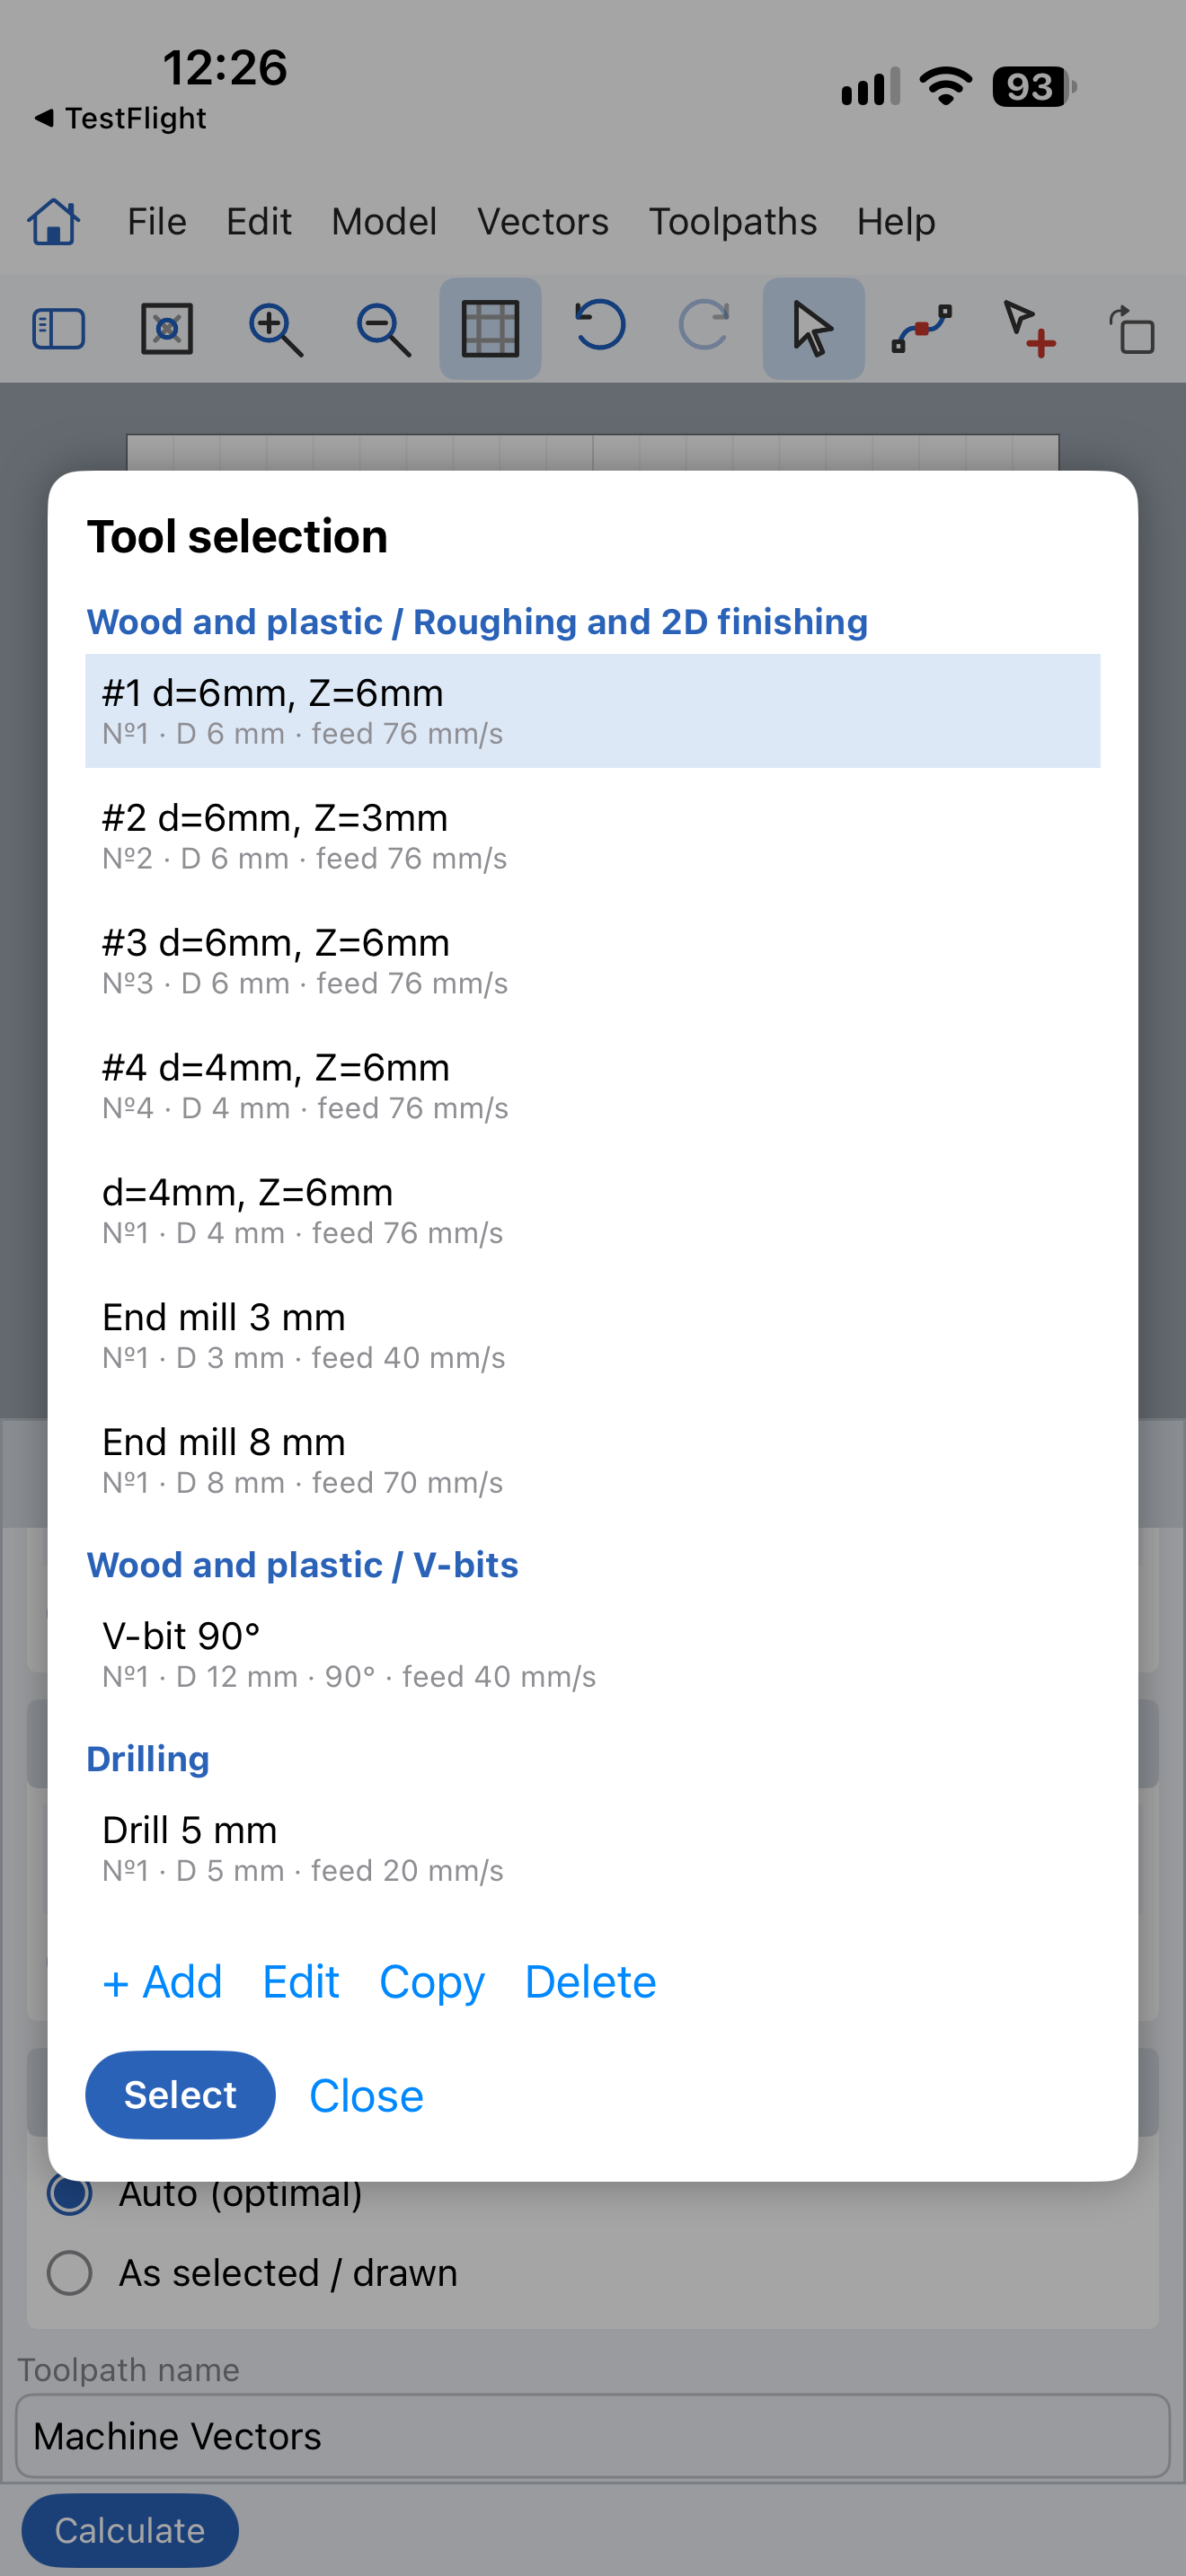 12:26
93
◀ TestFlight
File Edit Model Vectors Toolpaths Help
Tool selection
Wood and plastic / Roughing and 2D finishing
#1 d=6mm, Z=6mm
Nº1 · D 6 mm · feed 76 mm/s
#2 d=6mm, Z=3mm
Nº2 · D 6 mm · feed 76 mm/s
#3 d=6mm, Z=6mm
Nº3 · D 6 mm · feed 76 mm/s
#4 d=4mm, Z=6mm
Nº4 · D 4 mm · feed 76 mm/s
d=4mm, Z=6mm
Nº1 · D 4 mm · feed 76 mm/s
End mill 3 mm
Nº1 · D 3 mm · feed 40 mm/s
End mill 8 mm
Nº1 · D 8 mm · feed 70 mm/s
Wood and plastic / V-bits
V-bit 90°
Nº1 · D 12 mm · 90° · feed 40 mm/s
Drilling
Drill 5 mm
Nº1 · D 5 mm · feed 20 mm/s
+ Add Edit Copy Delete
Select Close
Auto (optimal)
As selected / drawn
Toolpath name
Machine Vectors
Calculate